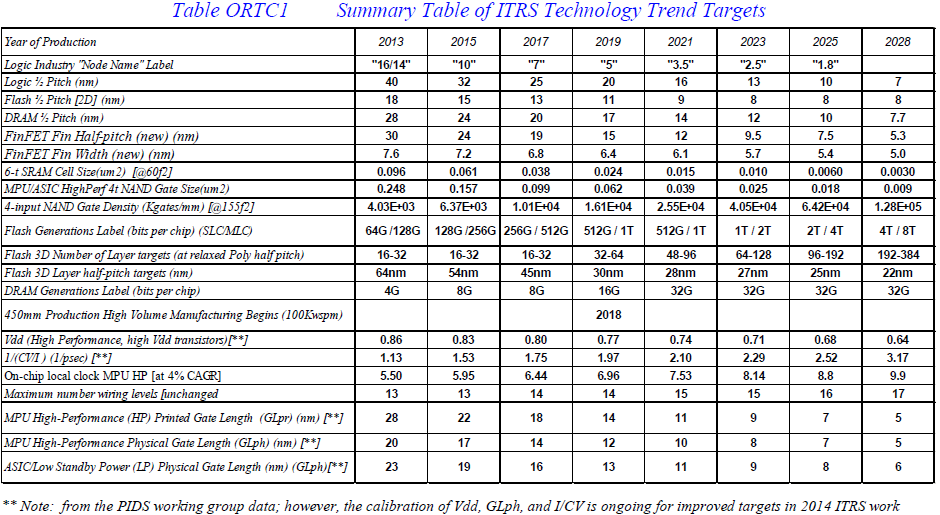 Table ORTC1 Summary Table of ITRS Technology Trend Targets
Year of Production 2013 2015 2017 2019 2021 2023 2025 2028
Logic Industry "Node Name" Label "16/14" "10" "7" "5" "3.5" "2.5" "1.8"
Logic ½ Pitch (nm) 40 32 25 20 16 13 10 7
Flash ½ Pitch [2D] (nm) 18 15 13 11 9 8 8 8
DRAM ½ Pitch (nm) 28 24 20 17 14 12 10 7.7
FinFET Fin Half-pitch (new) (nm) 30 24 19 15 12 9.5 7.5 5.3
FinFET Fin Width (new) (nm) 7.6 7.2 6.8 6.4 6.1 5.7 5.4 5.0
6-t SRAM Cell Size(um2) [@60f2] 0.096 0.061 0.038 0.024 0.015 0.010 0.0060 0.0030
MPU/ASIC HighPerf 4t NAND Gate Size(um2) 0.248 0.157 0.099 0.062 0.039 0.025 0.018 0.009
4-input NAND Gate Density (Kgates/mm) [@155f2] 4.03E+03 6.37E+03 1.01E+04 1.61E+04 2.55E+04 4.05E+04 6.42E+04 1.28E+05
Flash Generations Label (bits per chip) (SLC/MLC) 64G /128G 128G /256G 256G / 512G 512G / 1T 512G / 1T 1T / 2T 2T / 4T 4T / 8T
Flash 3D Number of Layer targets (at relaxed Poly half pitch) 16-32 16-32 16-32 32-64 48-96 64-128 96-192 192-384
Flash 3D Layer half-pitch targets (nm) 64nm 54nm 45nm 30nm 28nm 27nm 25nm 22nm
DRAM Generations Label (bits per chip) 4G 8G 8G 16G 32G 32G 32G 32G
450mm Production High Volume Manufacturing Begins (100Kwspm) 2018
Vdd (High Performance, high Vdd transistors)[**] 0.86 0.83 0.80 0.77 0.74 0.71 0.68 0.64
1/(CV/I ) (1/psec) [**] 1.13 1.53 1.75 1.97 2.10 2.29 2.52 3.17
On-chip local clock MPU HP [at 4% CAGR] 5.50 5.95 6.44 6.96 7.53 8.14 8.8 9.9
Maximum number wiring levels [unchanged 13 13 14 14 15 15 16 17
MPU High-Performance (HP) Printed Gate Length (GLpr) (nm) [**] 28 22 18 14 11 9 7 5
MPU High-Performance Physical Gate Length (GLph) (nm) [**] 20 17 14 12 10 8 7 5
ASIC/Low Standby Power (LP) Physical Gate Length (nm) (GLph)[**] 23 19 16 13 11 9 8 6
** Note: from the PIDS working group data; however, the calibration of Vdd, GLph, and I/CV is ongoing for improved targets in 2014 ITRS work